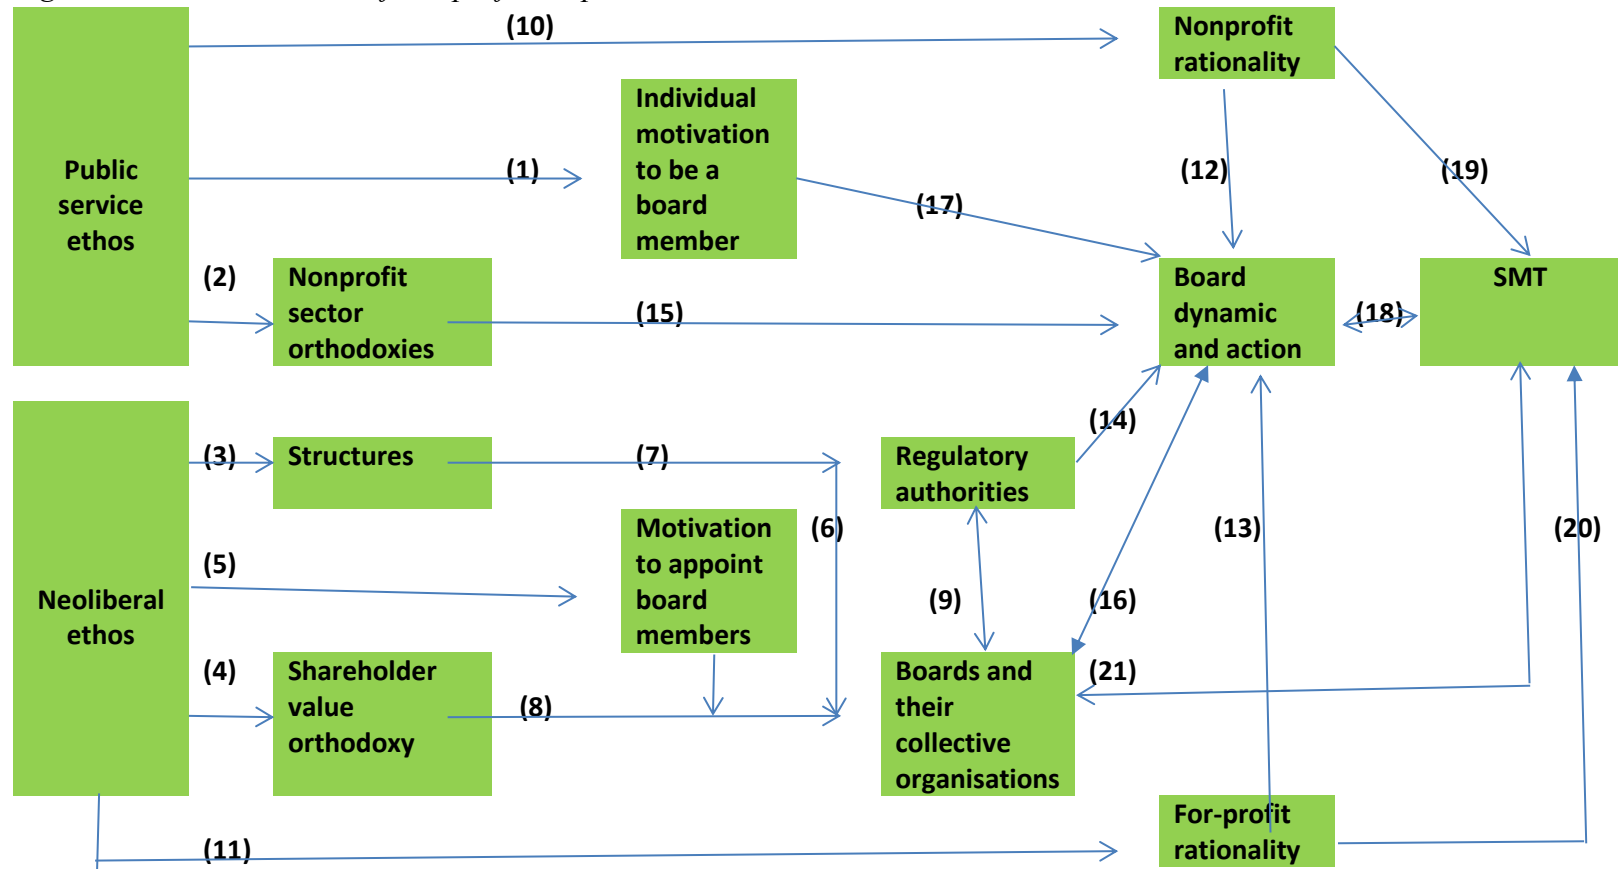 (10)
Nonprofit
rationality
Individual
motivation
to be a
board
member
Public
service
ethos
(1)
(17)
(12)
(19)
(2)
Nonprofit
sector
orthodoxies
(15)
Board
dynamic
and action
(18)
SMT
(3)
Structures
(7)
(6)
Regulatory
authorities
(14)
(5)
Motivation
to appoint
board
members
(13)
(20)
Neoliberal
ethos
(9)
(16)
(4)
Shareholder
value
orthodoxy
(8)
Boards and
their
collective
organisations
(21)
(11)
For-profit
rationality